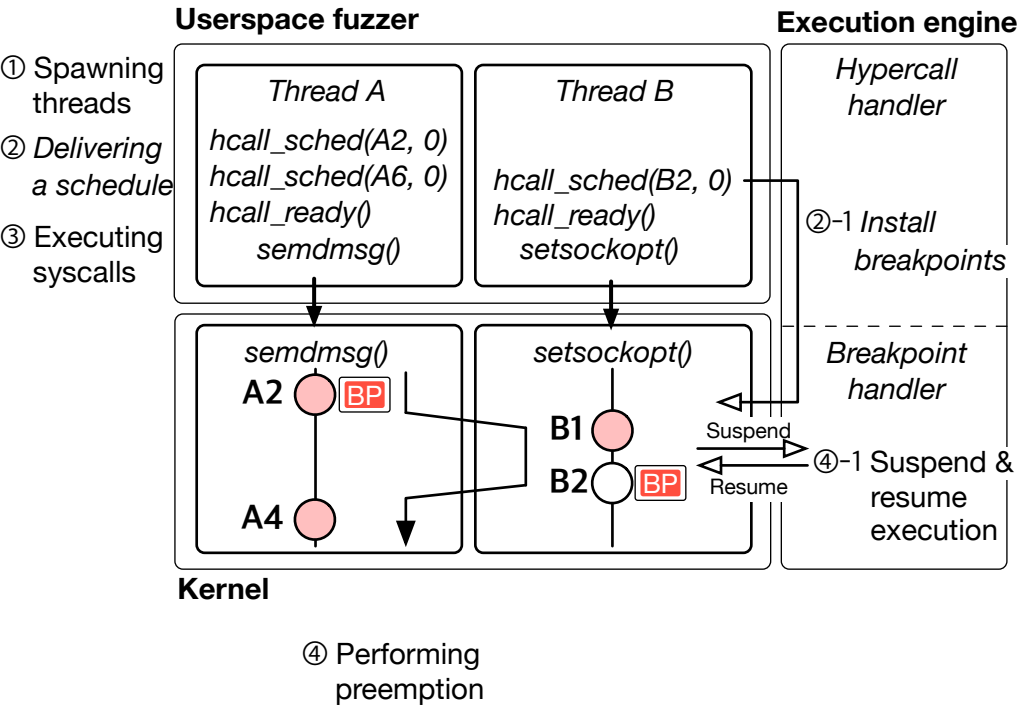 Userspace fuzzer
Execution engine
① Spawning
threads
② Delivering
a schedule
③ Executing
syscalls
Thread A
hcall_sched(A2, 0)
hcall_sched(A6, 0)
hcall_ready()
semdmsg()
Thread B
hcall_sched(B2, 0)
hcall_ready()
setsockopt()
Hypercall
handler
②-1 Install
breakpoints
semdmsg()
A2 BP
A4
setsockopt()
B1
B2 BP
Suspend
Resume
Breakpoint
handler
④-1 Suspend &
resume
execution
Kernel
④ Performing
preemption